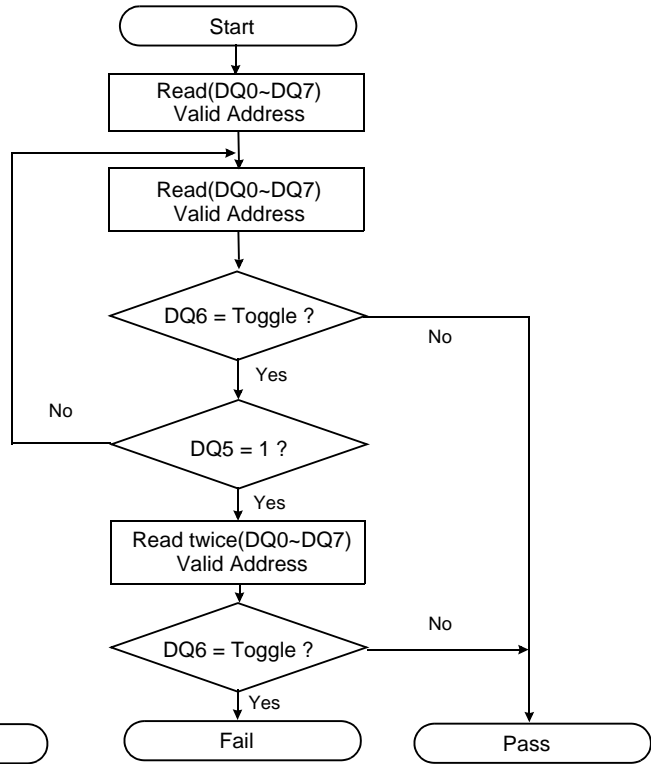 Start
Read(DQ0~DQ7)
Valid Address
Read(DQ0~DQ7)
Valid Address
DQ6 = Toggle ?
No
Yes
No
DQ5 = 1 ?
Yes
Read twice(DQ0~DQ7)
Valid Address
DQ6 = Toggle ?
No
Yes
Fail
Pass